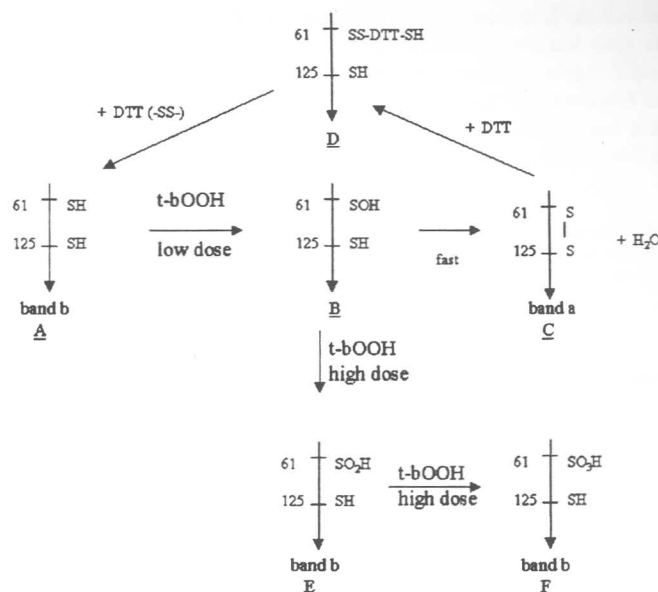 61 SS-DTT-SH
125 SH
+ DTT (-SS-)
D
+ DTT
61 SH
125 SH
band b
A
t-bOOH
low dose
61 SOH
125 SH
B
fast
61 S
125 S
+ H₂O
band a
C
t-bOOH
high dose
61 SO₂H
125 SH
band b
E
t-bOOH
high dose
61 SO₃H
125 SH
band b
F